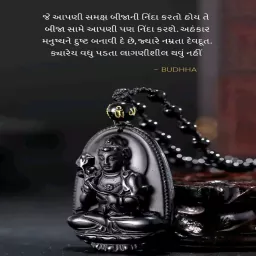 જે આપણી સમક્ષ બીજાની નિંદા કરતો હોય તે
બીજા સામે આપણી પણ નિંદા કરશે. અહંકાર
મનુષ્યને દુષ્ટ બનાવી દે છે, જ્યારે નમ્રતા દેવદૂત.
ક્યારેય વધુ પડતા લાગણીશીલ થવું નહીં
- BUDHHA